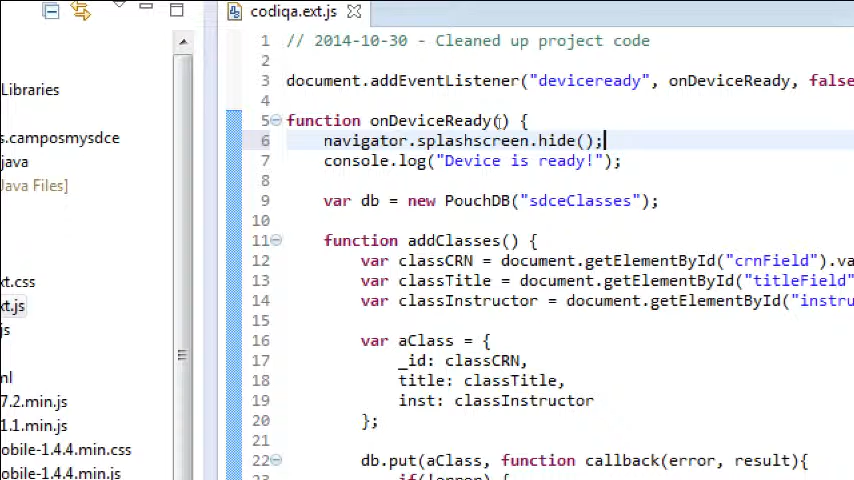 codiqa.ext.js
Libraries
s.camposmysdce
java
Java Files]
xt.css
xt.js
js
ml
7.2.min.js
1.1.min.js
obile-1.4.4.min.css
obile-1.4.4.min.js
1 // 2014-10-30 - Cleaned up project code
2
3 document.addEventListener("deviceready", onDeviceReady, false
4
5 function onDeviceReady() {
6 navigator.splashscreen.hide();
7 console.log("Device is ready!");
8
9 var db = new PouchDB("sdceClasses");
10
11 function addClasses() {
12 var classCRN = document.getElementById("crnField").va
13 var classTitle = document.getElementById("titleField"
14 var classInstructor = document.getElementById("instru
15
16 var aClass = {
17 _id: classCRN,
18 title: classTitle,
19 inst: classInstructor
20 };
21
22 db.put(aClass, function callback(error, result){
23 if(!error) {